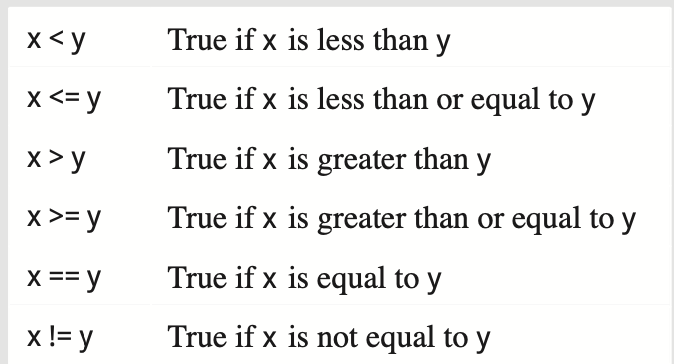 x < y True if x is less than y
x <= y True if x is less than or equal to y
x > y True if x is greater than y
x >= y True if x is greater than or equal to y
x == y True if x is equal to y
x != y True if x is not equal to y